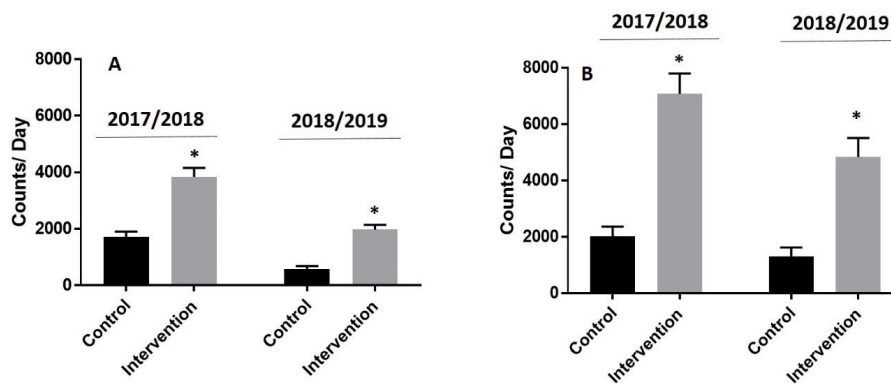 A
2017/2018
2018/2019
Counts/ Day
8000
6000
4000
2000
0
*
*
Control
Intervention
Control
Intervention
B
2017/2018
2018/2019
Counts/ Day
8000
6000
4000
2000
0
*
*
Control
Intervention
Control
Intervention